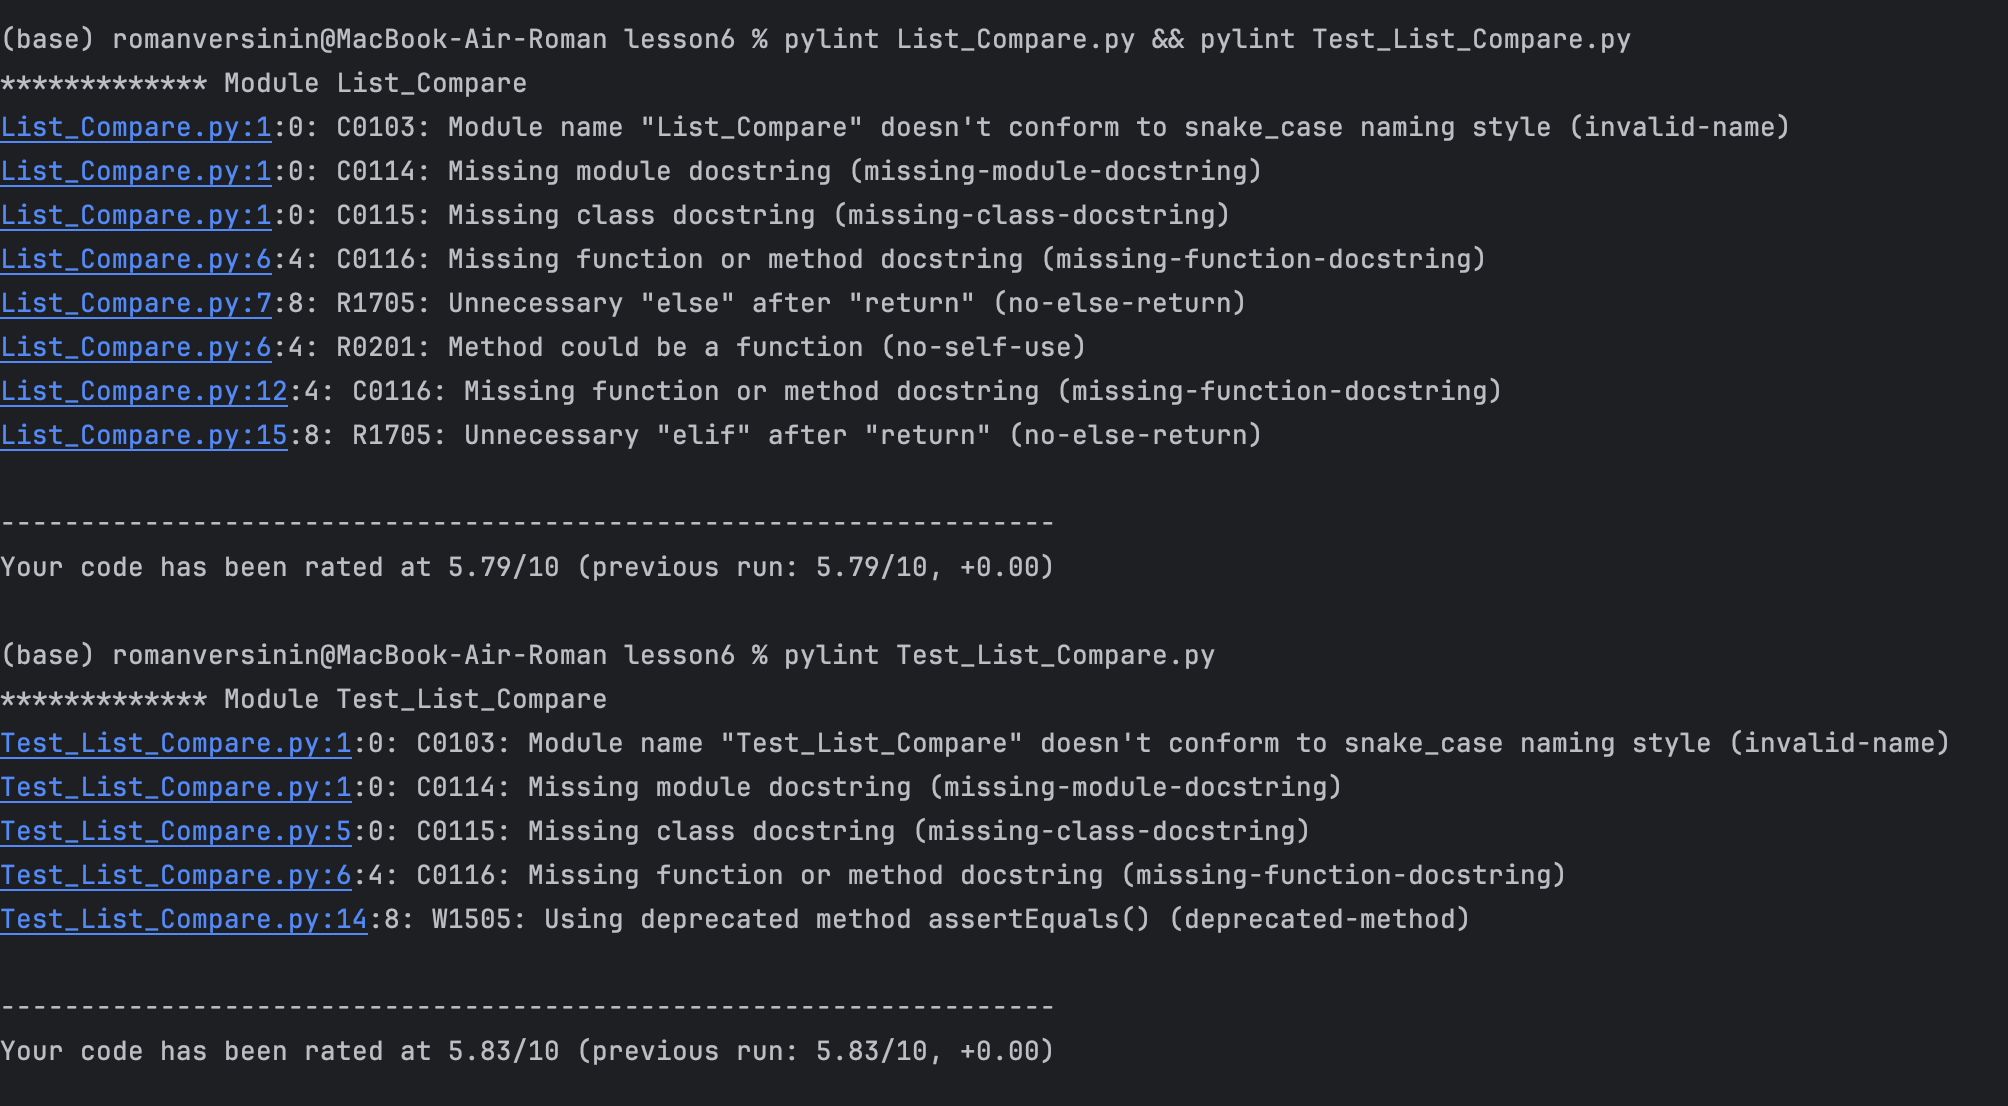 (base) romanversinin@MacBook-Air-Roman lesson6 % pylint List_Compare.py && pylint Test_List_Compare.py
************* Module List_Compare
List_Compare.py:1:0: C0103: Module name "List_Compare" doesn't conform to snake_case naming style (invalid-name)
List_Compare.py:1:0: C0114: Missing module docstring (missing-module-docstring)
List_Compare.py:1:0: C0115: Missing class docstring (missing-class-docstring)
List_Compare.py:6:4: C0116: Missing function or method docstring (missing-function-docstring)
List_Compare.py:7:8: R1705: Unnecessary "else" after "return" (no-else-return)
List_Compare.py:6:4: R0201: Method could be a function (no-self-use)
List_Compare.py:12:4: C0116: Missing function or method docstring (missing-function-docstring)
List_Compare.py:15:8: R1705: Unnecessary "elif" after "return" (no-else-return)
------------------------------------------------------------------
Your code has been rated at 5.79/10 (previous run: 5.79/10, +0.00)
(base) romanversinin@MacBook-Air-Roman lesson6 % pylint Test_List_Compare.py
************* Module Test_List_Compare
Test_List_Compare.py:1:0: C0103: Module name "Test_List_Compare" doesn't conform to snake_case naming style (invalid-name)
Test_List_Compare.py:1:0: C0114: Missing module docstring (missing-module-docstring)
Test_List_Compare.py:5:0: C0115: Missing class docstring (missing-class-docstring)
Test_List_Compare.py:6:4: C0116: Missing function or method docstring (missing-function-docstring)
Test_List_Compare.py:14:8: W1505: Using deprecated method assertEquals() (deprecated-method)
------------------------------------------------------------------
Your code has been rated at 5.83/10 (previous run: 5.83/10, +0.00)